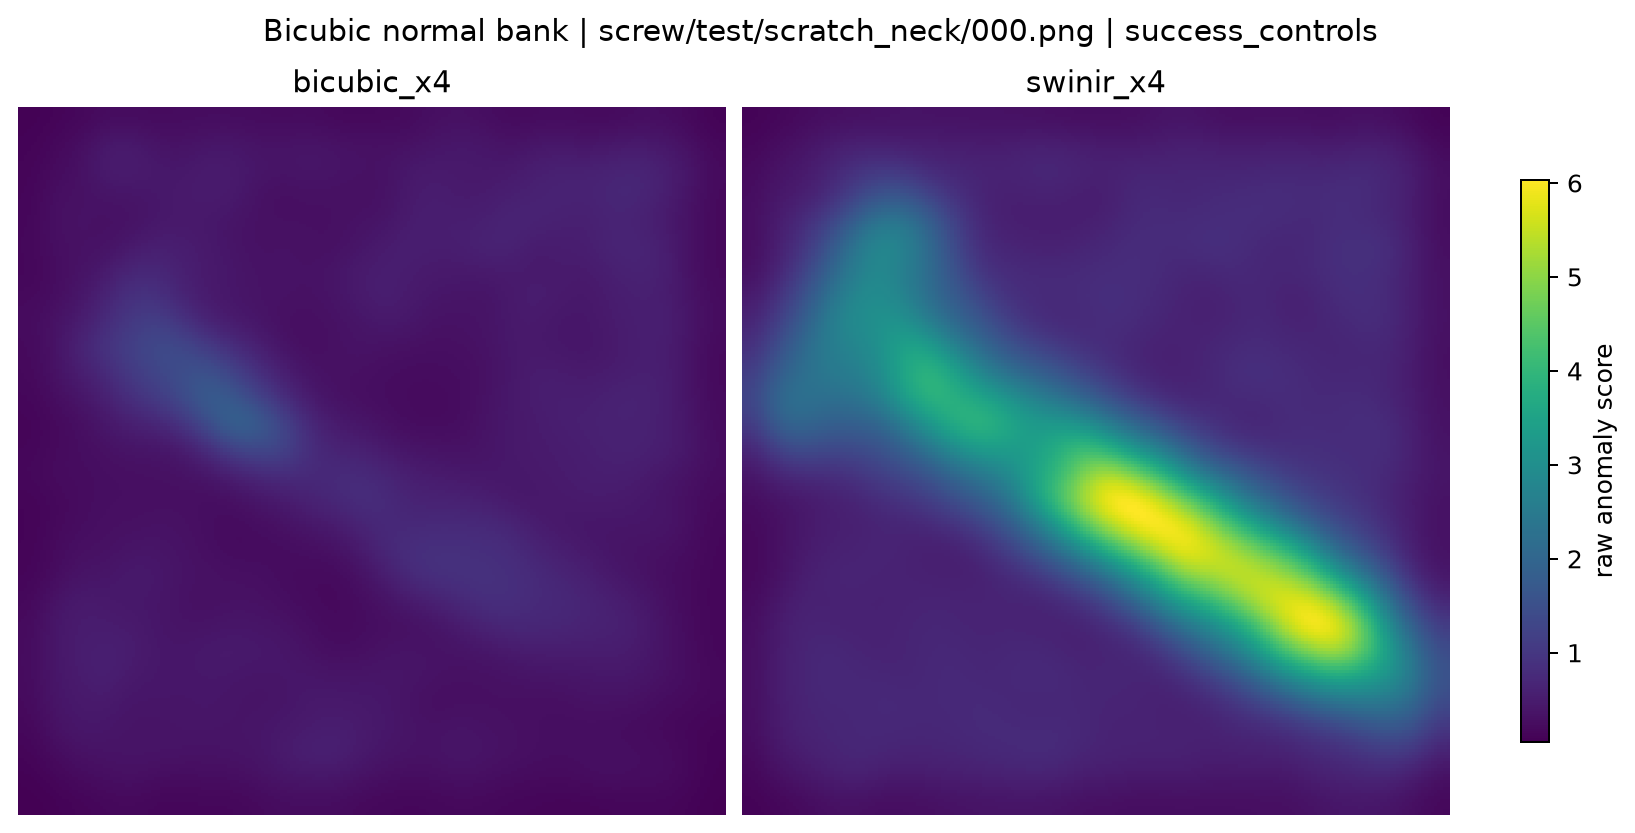 Bicubic normal bank | screw/test/scratch_neck/000.png | success_controls
bicubic_x4
swinir_x4
6
5
4
3
2
1
raw anomaly score